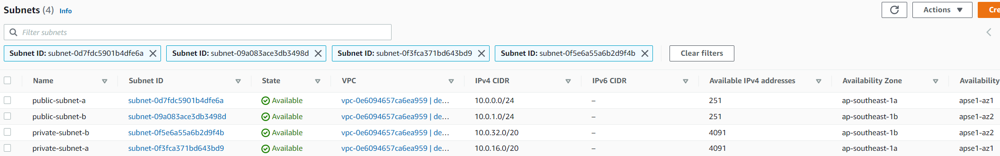 Subnets (4) Info
Actions
Cre
Filter subnets
Subnet ID: subnet-0d7fdc5901b4dfe6a Subnet ID: subnet-09a083ace3db3498d Subnet ID: subnet-0f3fca371bd643bd9 Subnet ID: subnet-0f5e6a55a6b2d9f4b Clear filters
Name Subnet ID State VPC IPv4 CIDR IPv6 CIDR Available IPv4 addresses Availability Zone Availability
public-subnet-a subnet-0d7fdc5901b4dfe6a Available vpc-0e6094657ca6ea959 | de… 10.0.0.0/24 – 251 ap-southeast-1a apse1-az1
public-subnet-b subnet-09a083ace3db3498d Available vpc-0e6094657ca6ea959 | de… 10.0.1.0/24 – 251 ap-southeast-1b apse1-az2
private-subnet-b subnet-0f5e6a55a6b2d9f4b Available vpc-0e6094657ca6ea959 | de… 10.0.32.0/20 – 4091 ap-southeast-1b apse1-az2
private-subnet-a subnet-0f3fca371bd643bd9 Available vpc-0e6094657ca6ea959 | de… 10.0.16.0/20 – 4091 ap-southeast-1a apse1-az1